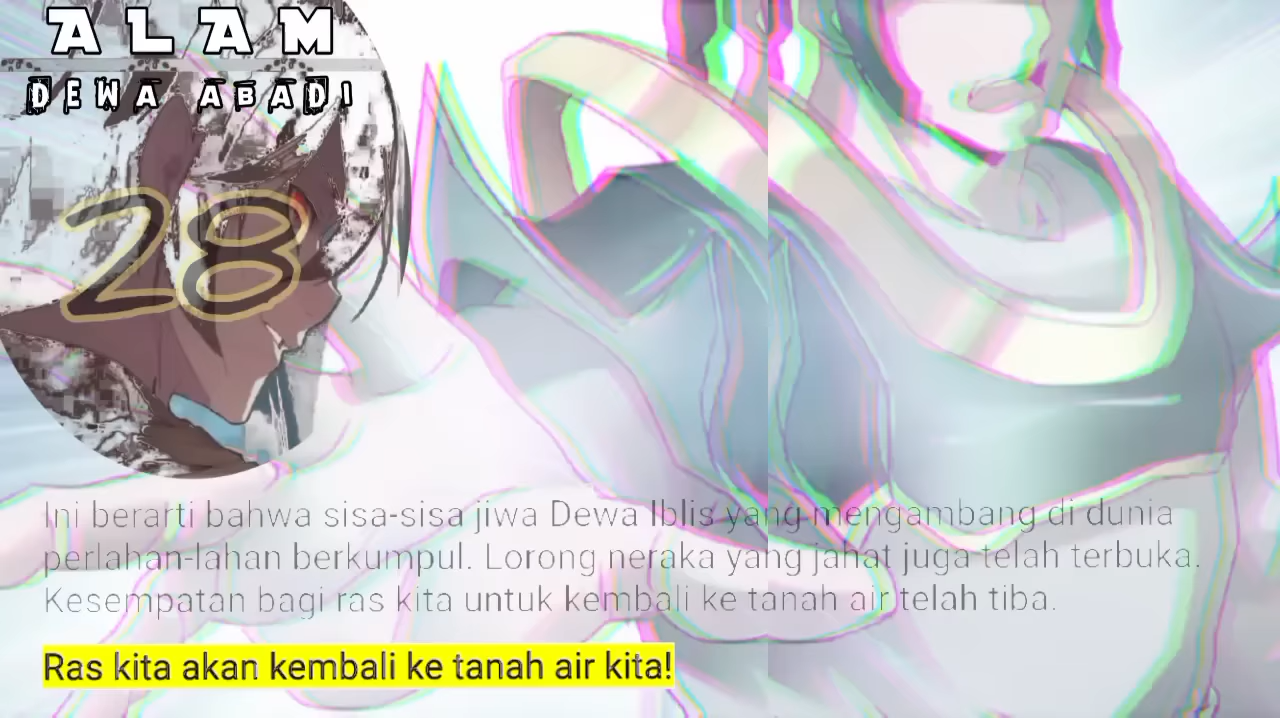 ALAM
DEWA ABADI
28
Ini berarti bahwa sisa-sisa jiwa Dewa Iblis yang mengambang di dunia
perlahan-lahan berkumpul. Lorong neraka yang jahat juga telah terbuka.
Kesempatan bagi ras kita untuk kembali ke tanah air telah tiba.
Ras kita akan kembali ke tanah air kita!